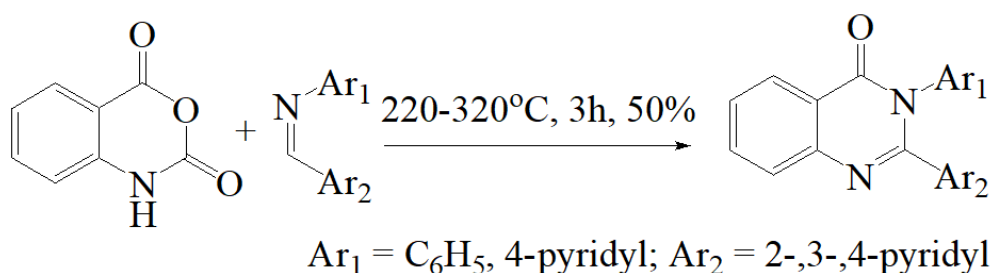 O
O
O
N
H
+
N
Ar₁
Ar₂
220-320°C, 3h, 50%
O
N
Ar₁
N
Ar₂
Ar₁ = C₆H₅, 4-pyridyl; Ar₂ = 2-,3-,4-pyridyl